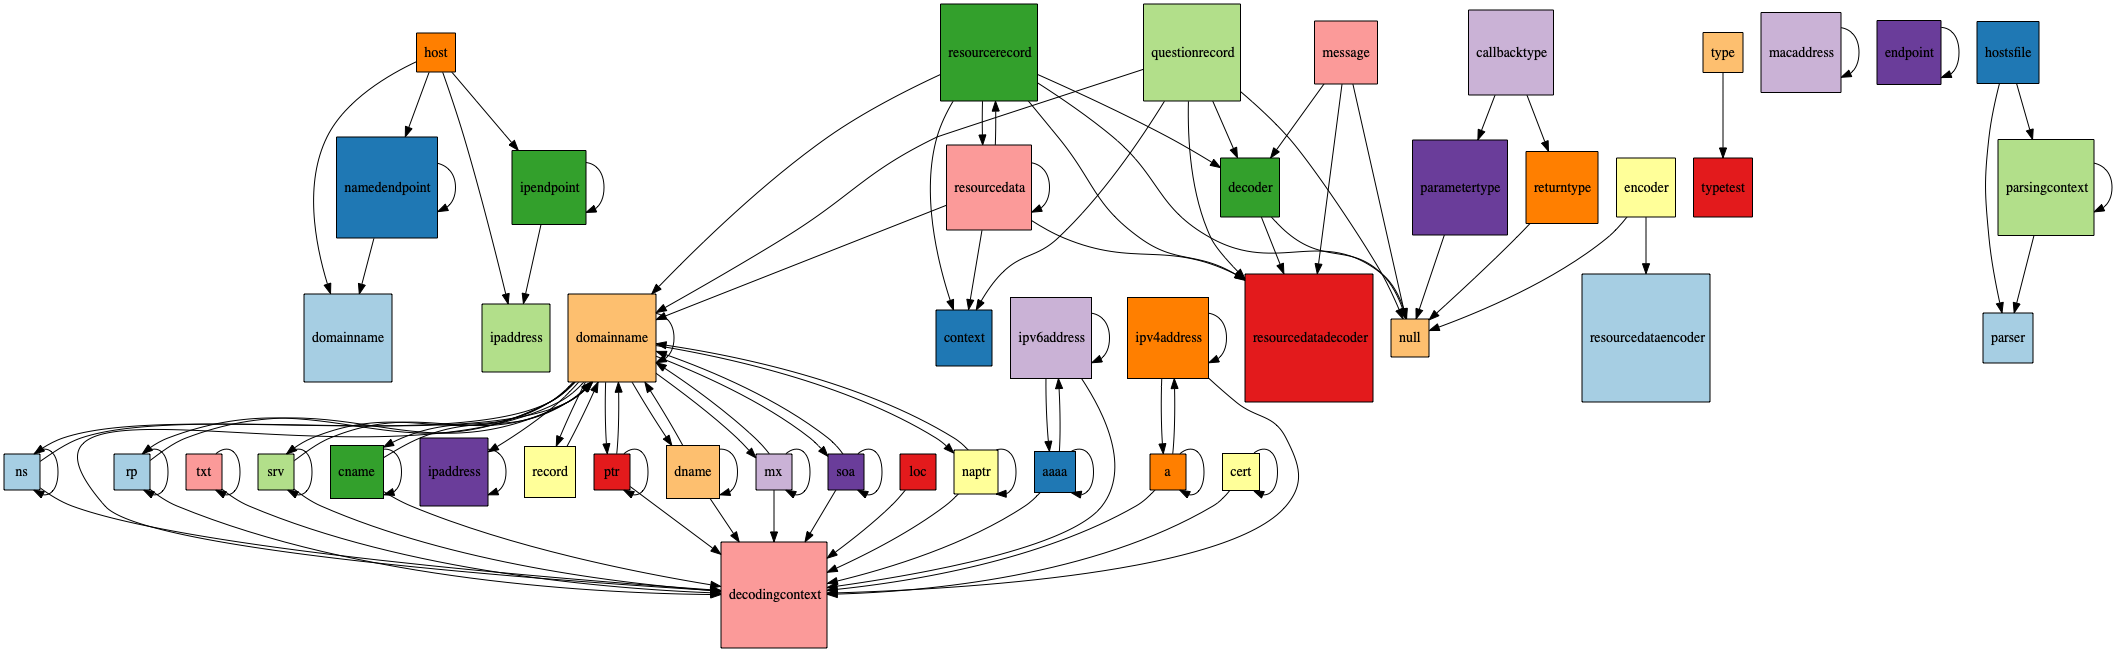 host
resourcerecord
questionrecord
message
callbacktype
type
macaddress
endpoint
hostsfile
namedendpoint
ipendpoint
resourcedata
decoder
parametertype
returntype
encoder
typetest
parsingcontext
domainname
ipaddress
domainname
context
ipv6address
ipv4address
resourcedatadecoder
null
resourcedataencoder
parser
ns
rp
txt
srv
cname
ipaddress
record
ptr
dname
mx
soa
loc
naptr
aaaa
a
cert
decodingcontext